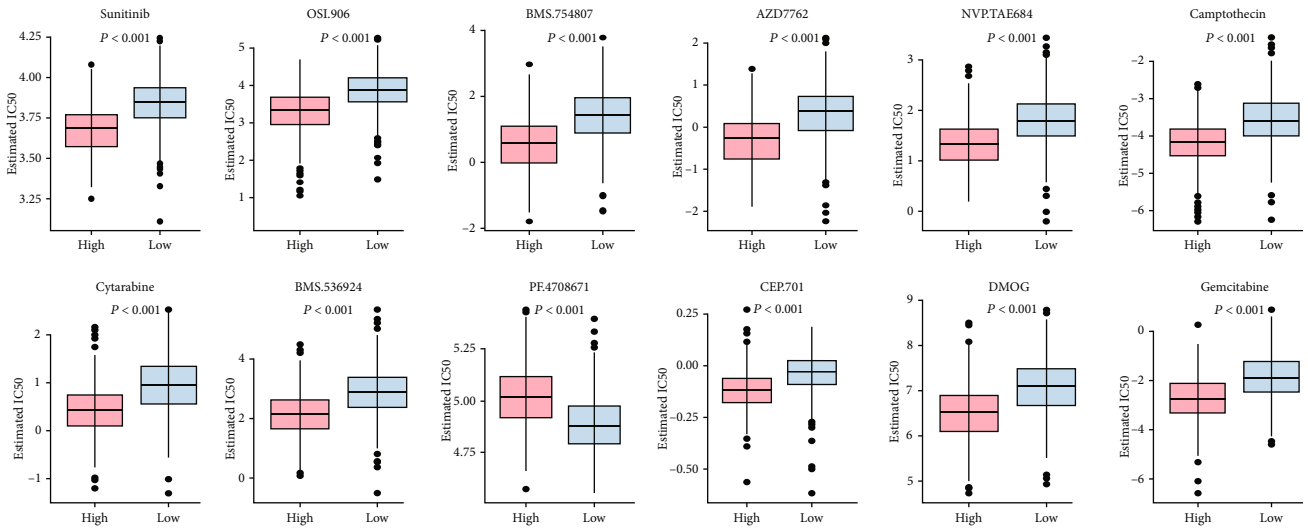 Sunitinib
P < 0.001
Estimated IC50
4.25
4.00
3.75
3.50
3.25
High
Low
OSI.906
P < 0.001
Estimated IC50
5
4
3
2
1
High
Low
BMS.754807
P < 0.001
Estimated IC50
4
2
0
−2
High
Low
AZD7762
P < 0.001
Estimated IC50
2
1
0
−1
−2
High
Low
NVP.TAE684
P < 0.001
Estimated IC50
3
2
1
0
High
Low
Camptothecin
P < 0.001
Estimated IC50
−2
−3
−4
−5
−6
High
Low
Cytarabine
P < 0.001
Estimated IC50
2
1
0
−1
High
Low
BMS.536924
P < 0.001
Estimated IC50
4
2
0
High
Low
PF.4708671
P < 0.001
Estimated IC50
5.25
5.00
4.75
High
Low
CEP.701
P < 0.001
Estimated IC50
0.25
0.00
−0.25
−0.50
High
Low
DMOG
P < 0.001
Estimated IC50
9
8
7
6
5
High
Low
Gemcitabine
P < 0.001
Estimated IC50
0
−2
−4
−6
High
Low